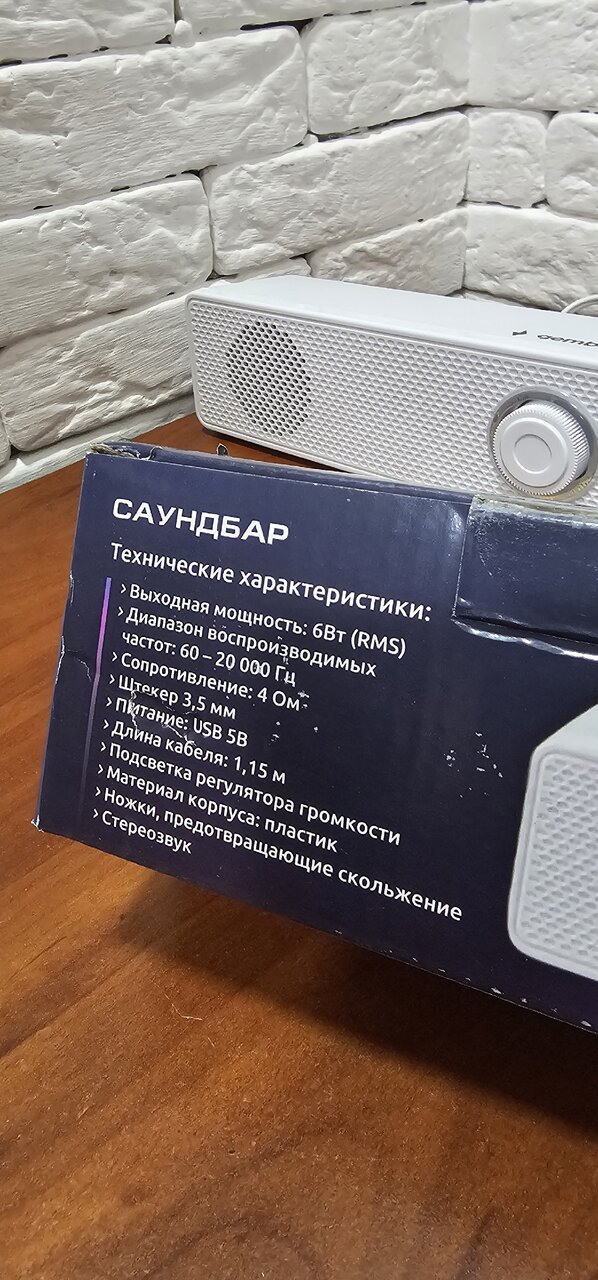 gemb
САУНДБАР
Технические характеристики:
› Выходная мощность: 6Вт (RMS)
› Диапазон воспроизводимых
частот: 60 – 20 000 Гц
› Сопротивление: 4 Ом
› Штекер 3,5 мм
› Питание: USB 5В
› Длина кабеля: 1,15 м
› Подсветка регулятора громкости
› Материал корпуса: пластик
› Ножки, предотвращающие скольжение
› Стереозвук